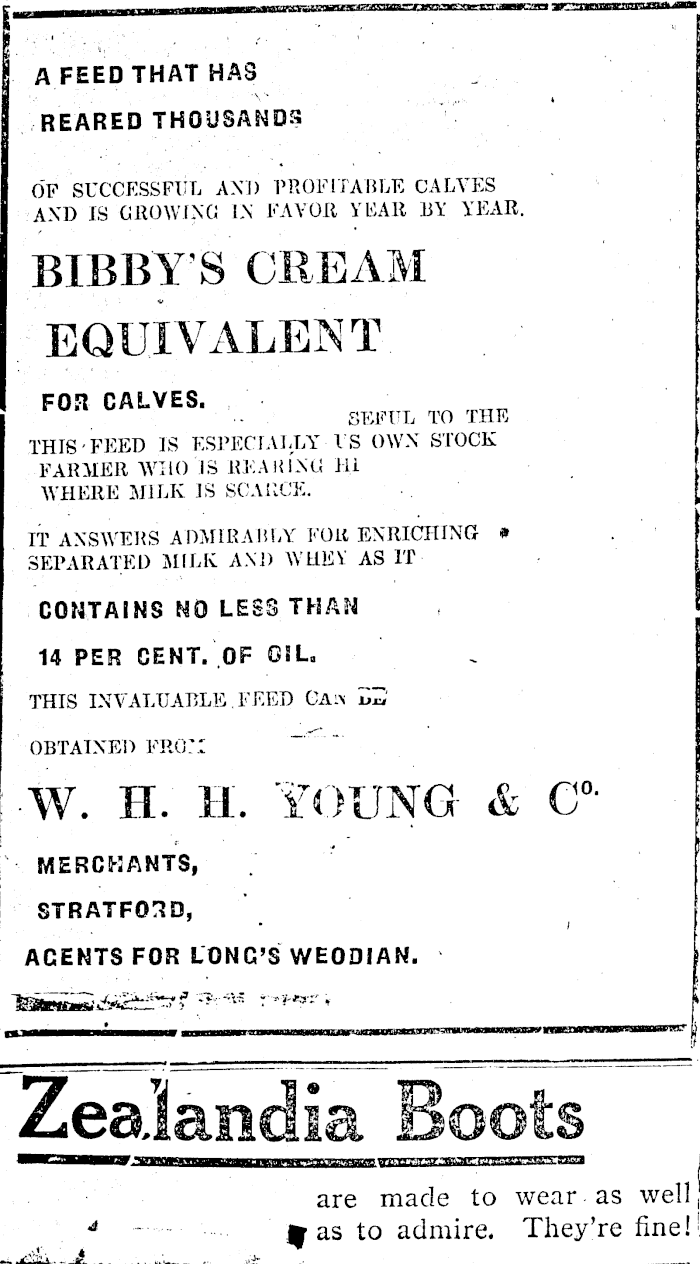 A FEED THAT HAS
REARED THOUSANDS
OF SUCCESSFUL AND PROFITABLE CALVES
AND IS GROWING IN FAVOR YEAR BY YEAR.
BIBBY'S CREAM
EQUIVALENT
FOR CALVES.
SEFUL TO THE
THIS FEED IS ESPECIALLY US OWN STOCK
FARMER WHO IS REARING HI
WHERE MILK IS SCARCE.
IT ANSWERS ADMIRABLY FOR ENRICHING
SEPARATED MILK AND WHEY AS IT
CONTAINS NO LESS THAN
14 PER CENT. OF OIL.
THIS INVALUABLE FEED CAN BE
OBTAINED FROM
W. H. H. YOUNG & Co.
MERCHANTS,
STRATFORD,
AGENTS FOR LONG'S WEODIAN.
Zealandia Boots
are made to wear as well
as to admire. They're fine!